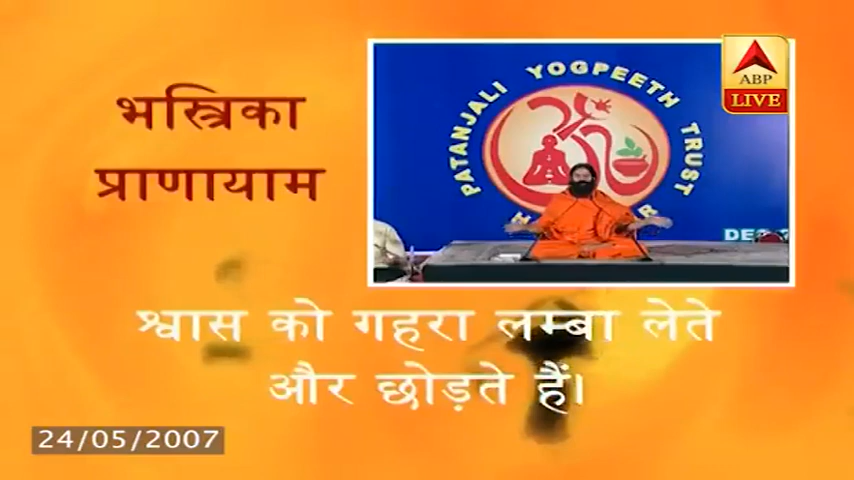 भस्त्रिका
प्राणायाम
PATANJALI YOGPEETH TRUST
ABP
LIVE
श्वास को गहरा लम्बा लेते
और छोड़ते हैं।
24/05/2007